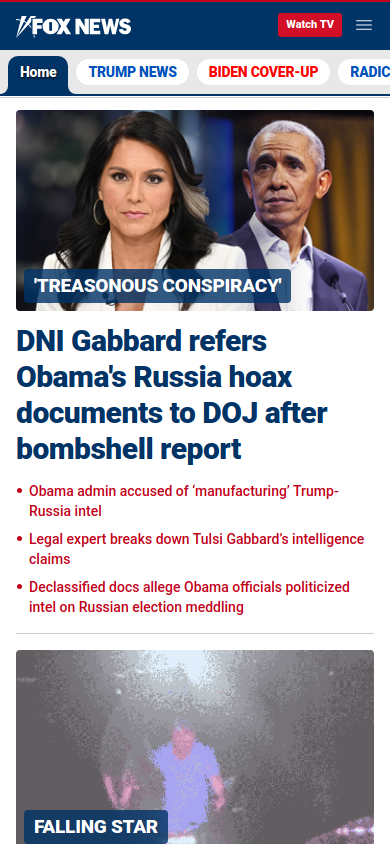 FOX NEWS
Watch TV
Home
TRUMP NEWS
BIDEN COVER-UP
RADIC
'TREASONOUS CONSPIRACY'
DNI Gabbard refers
Obama's Russia hoax
documents to DOJ after
bombshell report
• Obama admin accused of ‘manufacturing’ Trump-
Russia intel
• Legal expert breaks down Tulsi Gabbard’s intelligence
claims
• Declassified docs allege Obama officials politicized
intel on Russian election meddling
FALLING STAR